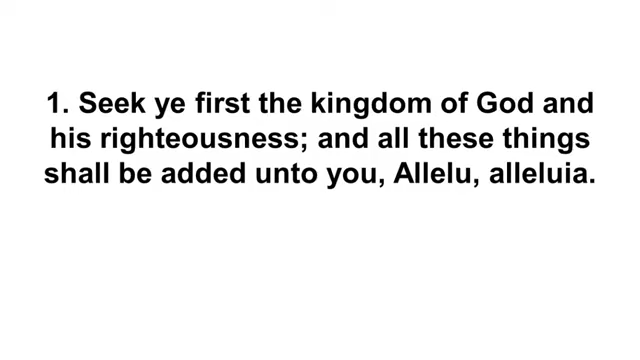 1. Seek ye first the kingdom of God and
his righteousness; and all these things
shall be added unto you, Allelu, alleluia.